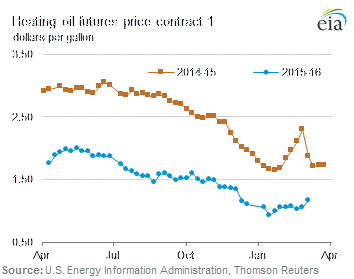 Heating oil futures price contract 1
dollars per gallon
eia
3.50
2014-15
2015-16
2.50
1.50
0.50
Apr
Jul
Oct
Jan
Apr
Source: U.S. Energy Information Administration, Thomson Reuters